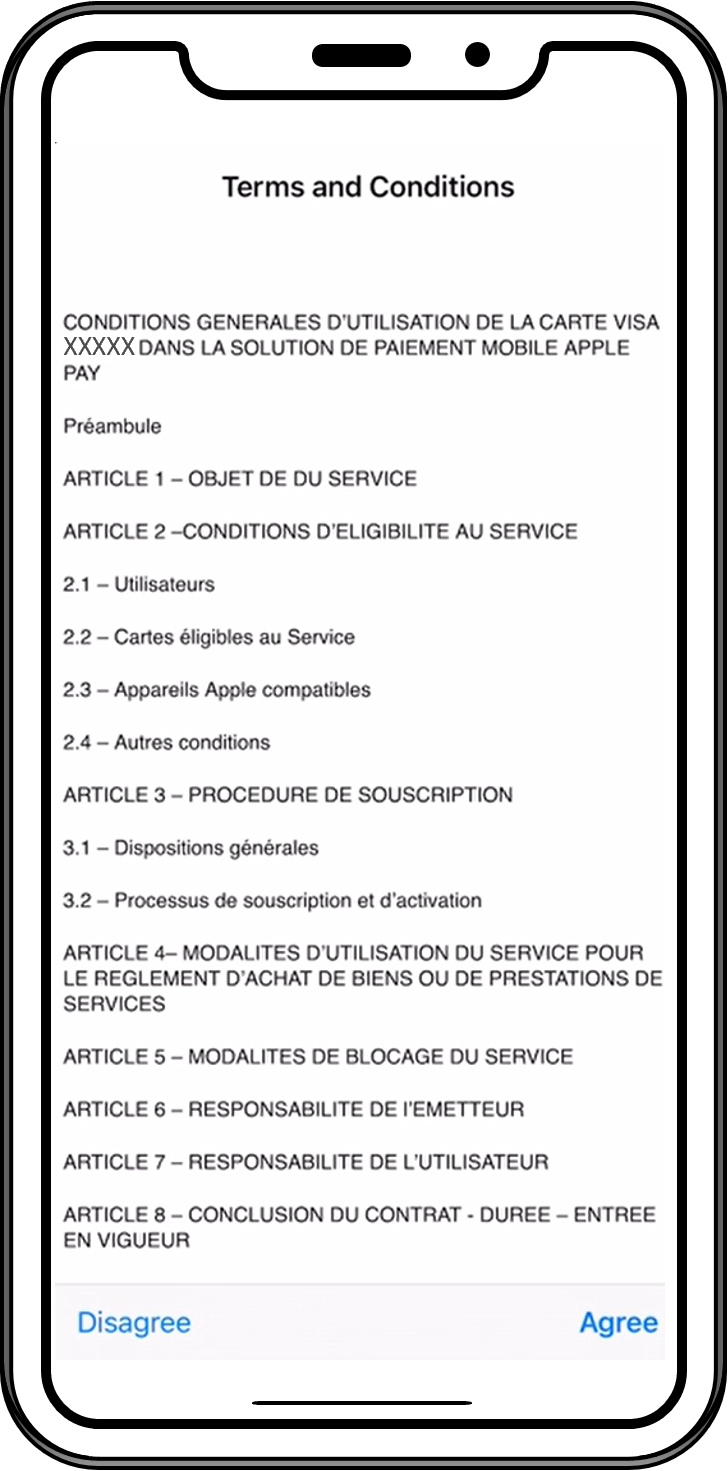 Terms and Conditions
CONDITIONS GENERALES D'UTILISATION DE LA CARTE VISA
XXXXX DANS LA SOLUTION DE PAIEMENT MOBILE APPLE
PAY
Préambule
ARTICLE 1 – OBJET DE DU SERVICE
ARTICLE 2 –CONDITIONS D'ELIGIBILITE AU SERVICE
2.1 – Utilisateurs
2.2 – Cartes éligibles au Service
2.3 – Appareils Apple compatibles
2.4 – Autres conditions
ARTICLE 3 – PROCEDURE DE SOUSCRIPTION
3.1 – Dispositions générales
3.2 – Processus de souscription et d'activation
ARTICLE 4– MODALITES D'UTILISATION DU SERVICE POUR
LE REGLEMENT D'ACHAT DE BIENS OU DE PRESTATIONS DE
SERVICES
ARTICLE 5 – MODALITES DE BLOCAGE DU SERVICE
ARTICLE 6 – RESPONSABILITE DE l'EMETTEUR
ARTICLE 7 – RESPONSABILITE DE L'UTILISATEUR
ARTICLE 8 – CONCLUSION DU CONTRAT - DUREE – ENTREE
EN VIGUEUR
Disagree Agree